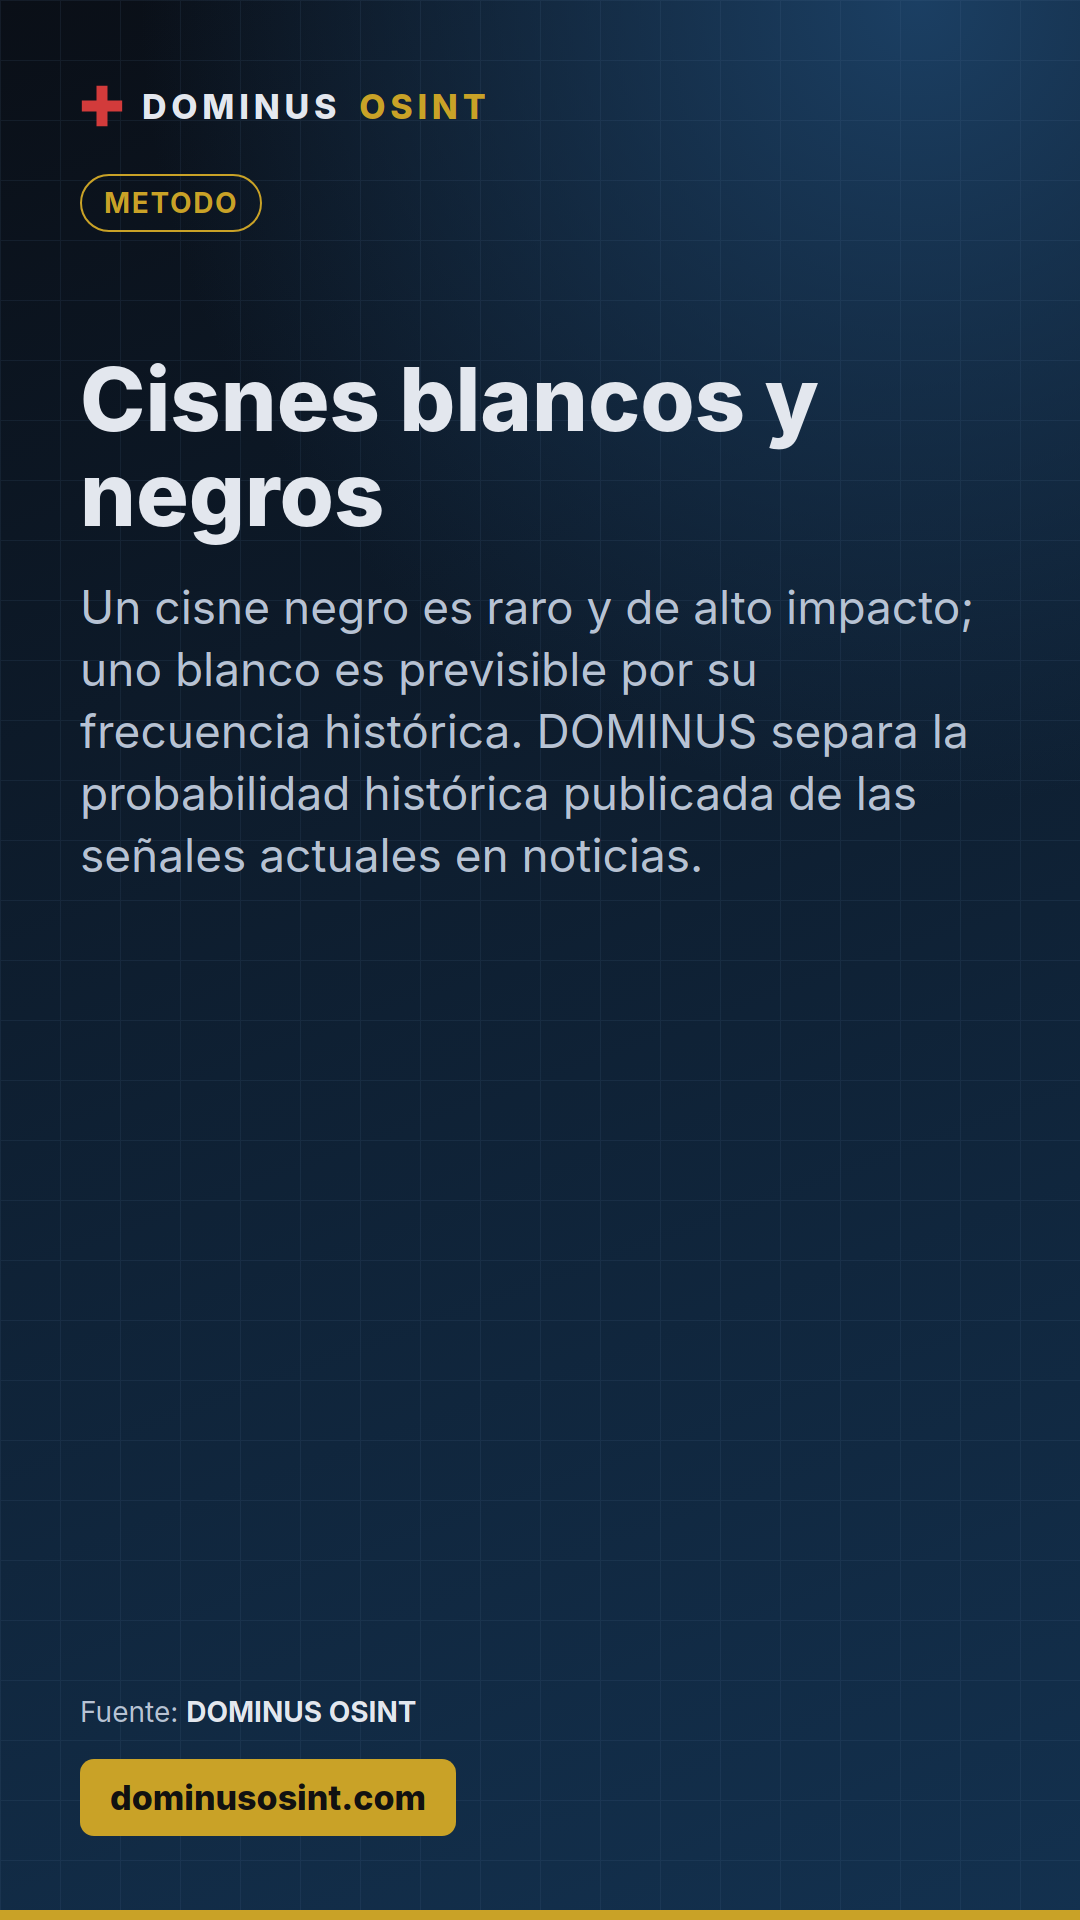 DOMINUS OSINT
METODO
Cisnes blancos y
negros
Un cisne negro es raro y de alto impacto;
uno blanco es previsible por su
frecuencia histórica. DOMINUS separa la
probabilidad histórica publicada de las
señales actuales en noticias.
Fuente: DOMINUS OSINT
dominusosint.com